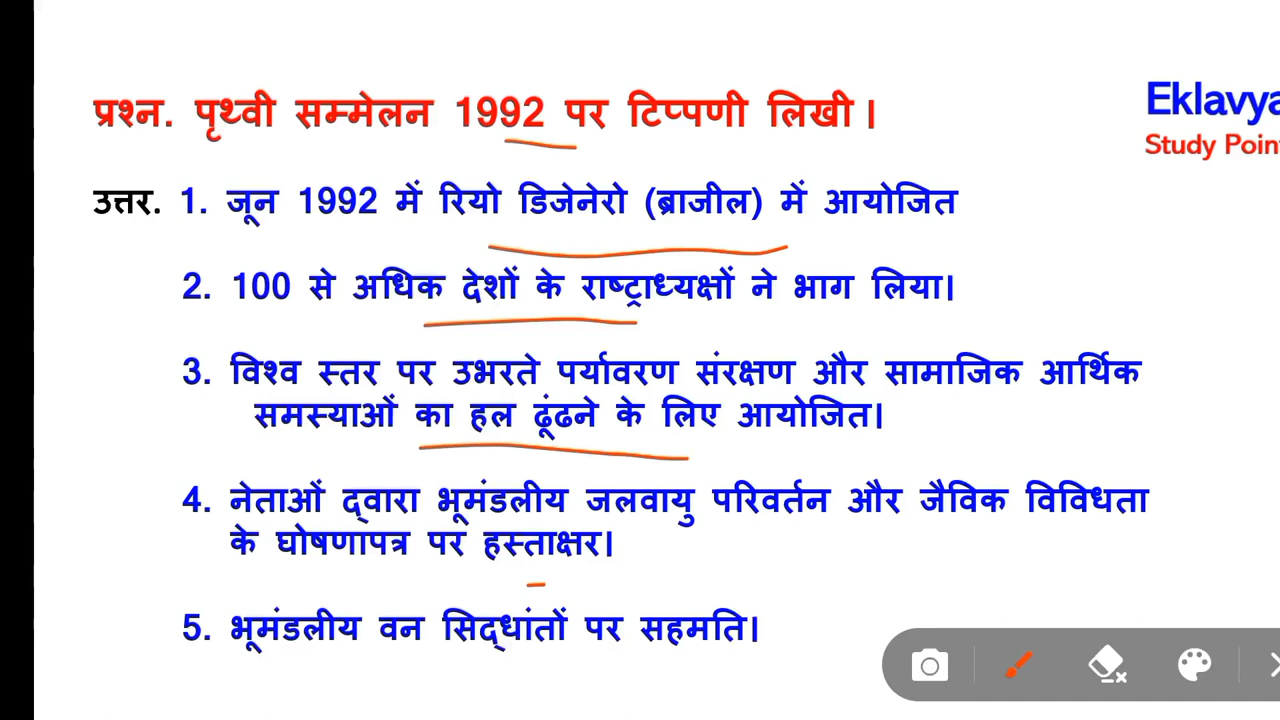 प्रश्न. पृथ्वी सम्मेलन 1992 पर टिप्पणी लिखी।
Eklavya
Study Poin
उत्तर. 1. जून 1992 में रियो डिजेनेरो (ब्राजील) में आयोजित
2. 100 से अधिक देशों के राष्ट्राध्यक्षों ने भाग लिया।
3. विश्व स्तर पर उभरते पर्यावरण संरक्षण और सामाजिक आर्थिक
समस्याओं का हल ढूंढने के लिए आयोजित।
4. नेताओं द्वारा भूमंडलीय जलवायु परिवर्तन और जैविक विविधता
के घोषणापत्र पर हस्ताक्षर।
5. भूमंडलीय वन सिद्धांतों पर सहमति।